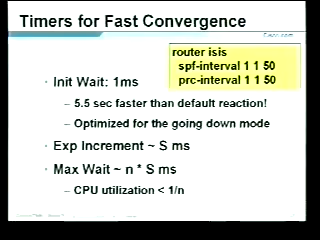 Timers for Fast Convergence
router isis
spf-interval 1 1 50
prc-interval 1 1 50
· Init Wait: 1ms
– 5.5 sec faster than default reaction!
– Optimized for the going down mode
· Exp Increment ~ S ms
· Max Wait ~ n * S ms
– CPU utilization < 1/n